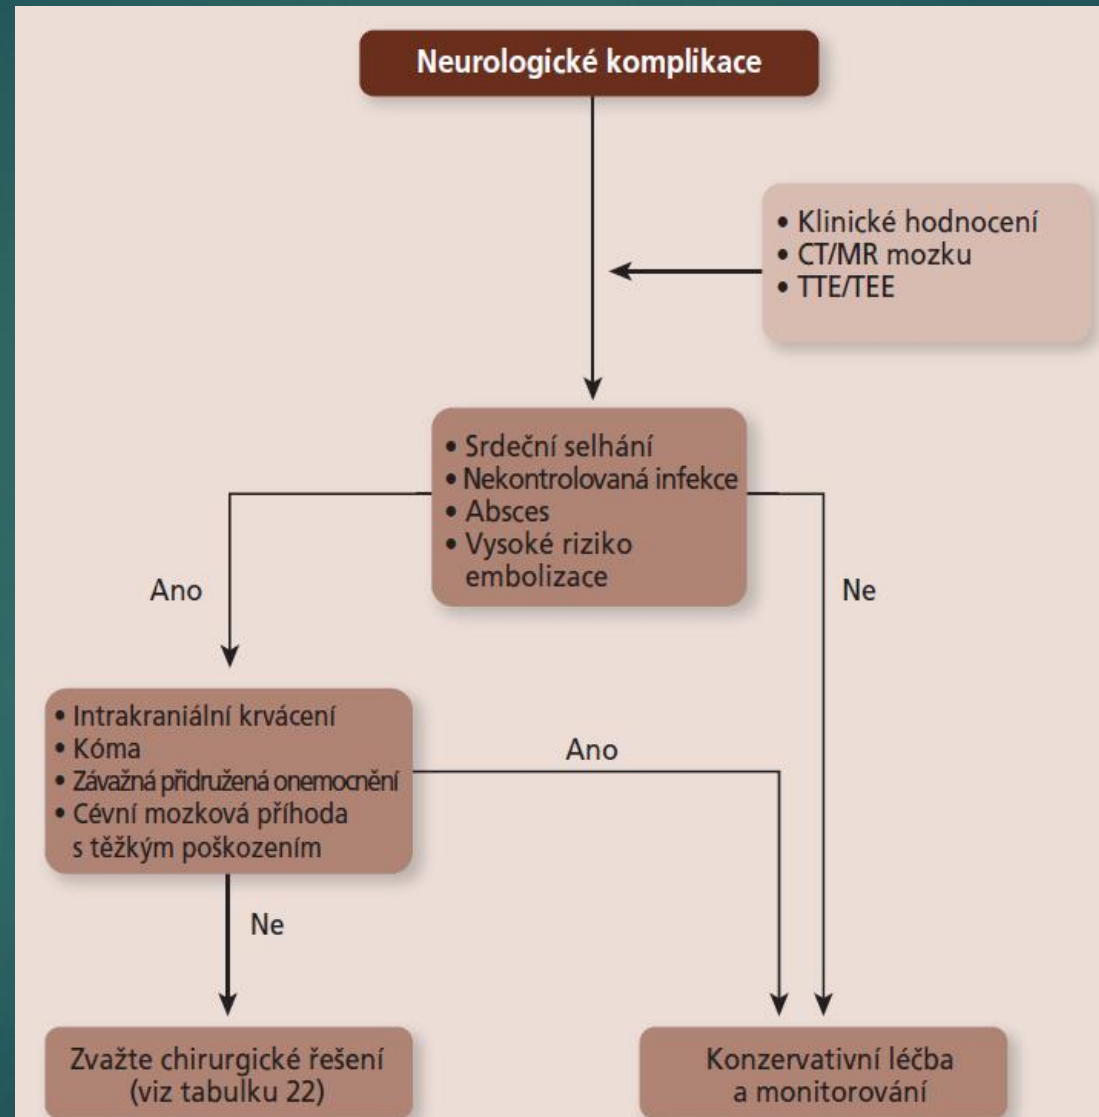 Neurologické komplikace
• Klinické hodnocení
• CT/MR mozku
• TTE/TEE
• Srdeční selhání
• Nekontrolovaná infekce
• Absces
• Vysoké riziko
embolizace
Ano
Ne
• Intrakraniální krvácení
• Kóma
• Závažná přidružená onemocnění
• Cévní mozková příhoda
s těžkým poškozením
Ano
Ne
Zvažte chirurgické řešení
(viz tabulku 22)
Konzervativní léčba
a monitorování